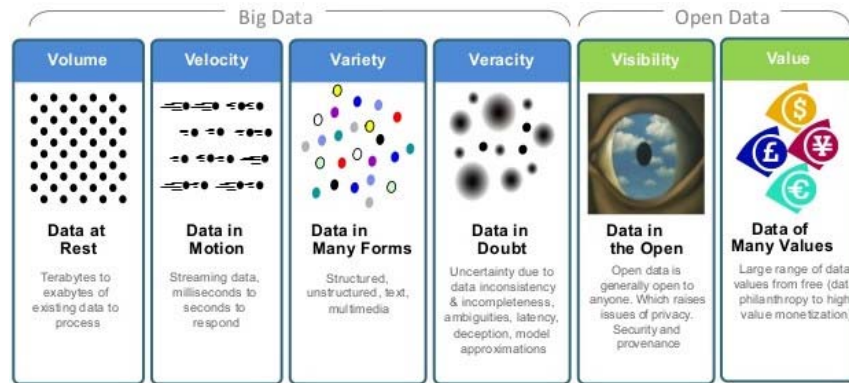 Big Data
Open Data
Volume
Velocity
Variety
Veracity
Visibility
Value
$
£
¥
€
Data at
Rest
Terabytes to
exabytes of
existing data to
process
Data in
Motion
Streaming data,
milliseconds to
seconds to
respond
Data in
Many Forms
Structured,
unstructured, text,
multimedia
Data in
Doubt
Uncertainty due to
data inconsistency
& incompleteness,
ambiguities, latency,
deception, model
approximations
Data in
the Open
Open data is
generally open to
anyone. Which raises
issues of privacy.
Security and
provenance
Data of
Many Values
Large range of data
values from free (data
philanthropy to high
value monetization)